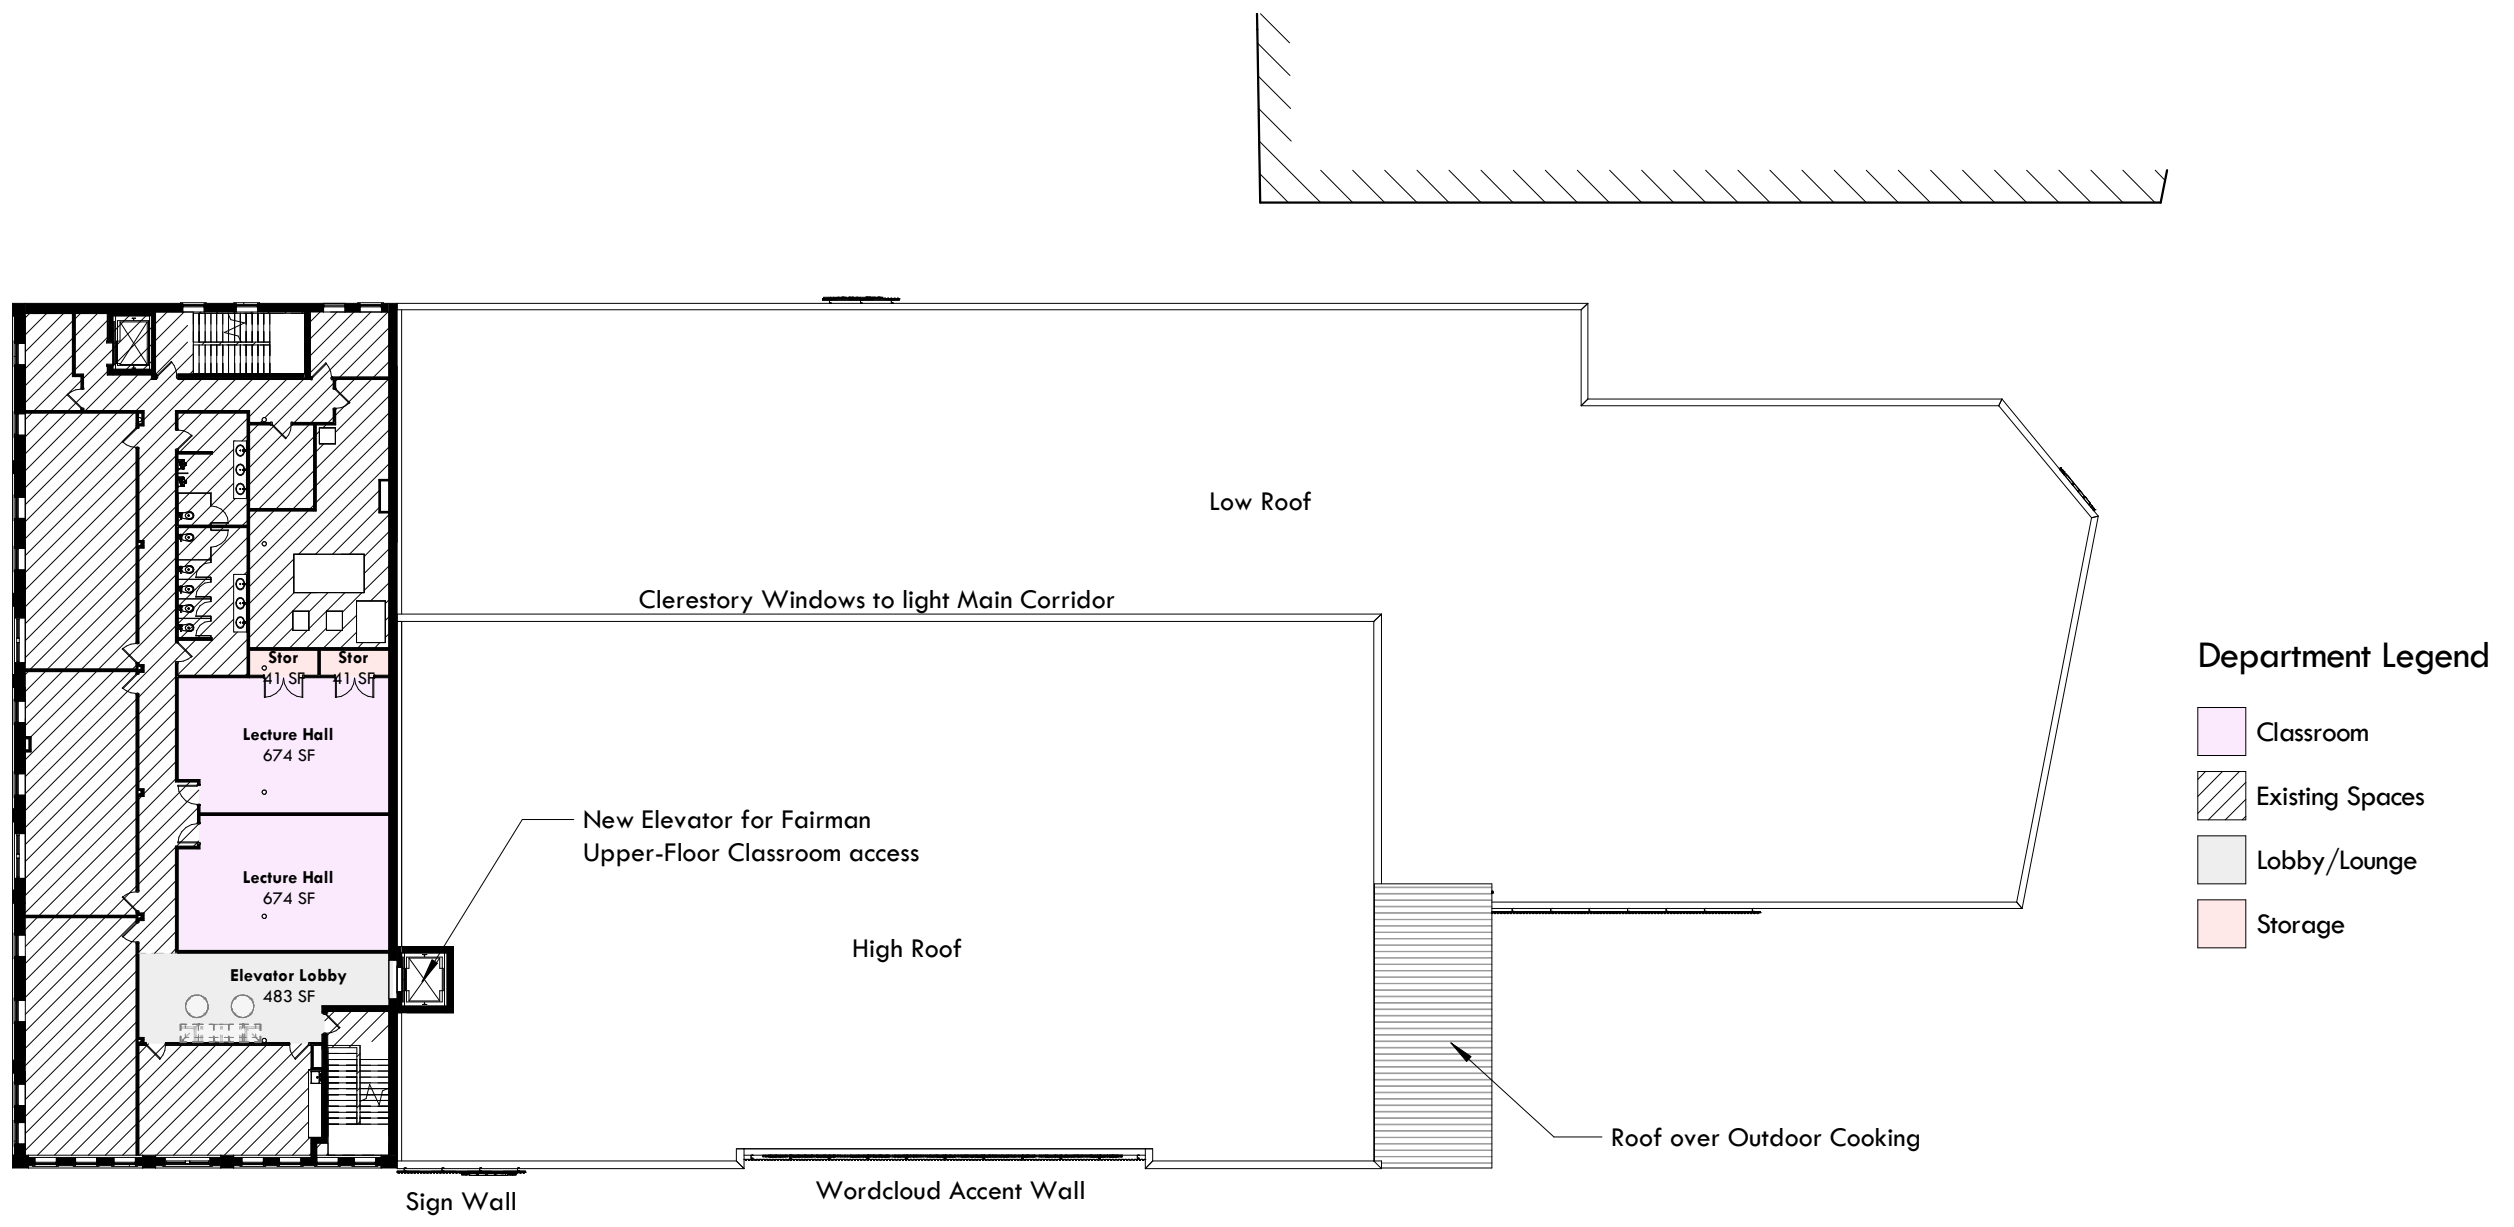 Low Roof
Clerestory Windows to light Main Corridor
Stor
41 SF
Stor
41 SF
Lecture Hall
674 SF
New Elevator for Fairman
Upper-Floor Classroom access
Lecture Hall
674 SF
High Roof
Elevator Lobby
483 SF
Roof over Outdoor Cooking
Wordcloud Accent Wall
Sign Wall
Department Legend
Classroom
Existing Spaces
Lobby/Lounge
Storage